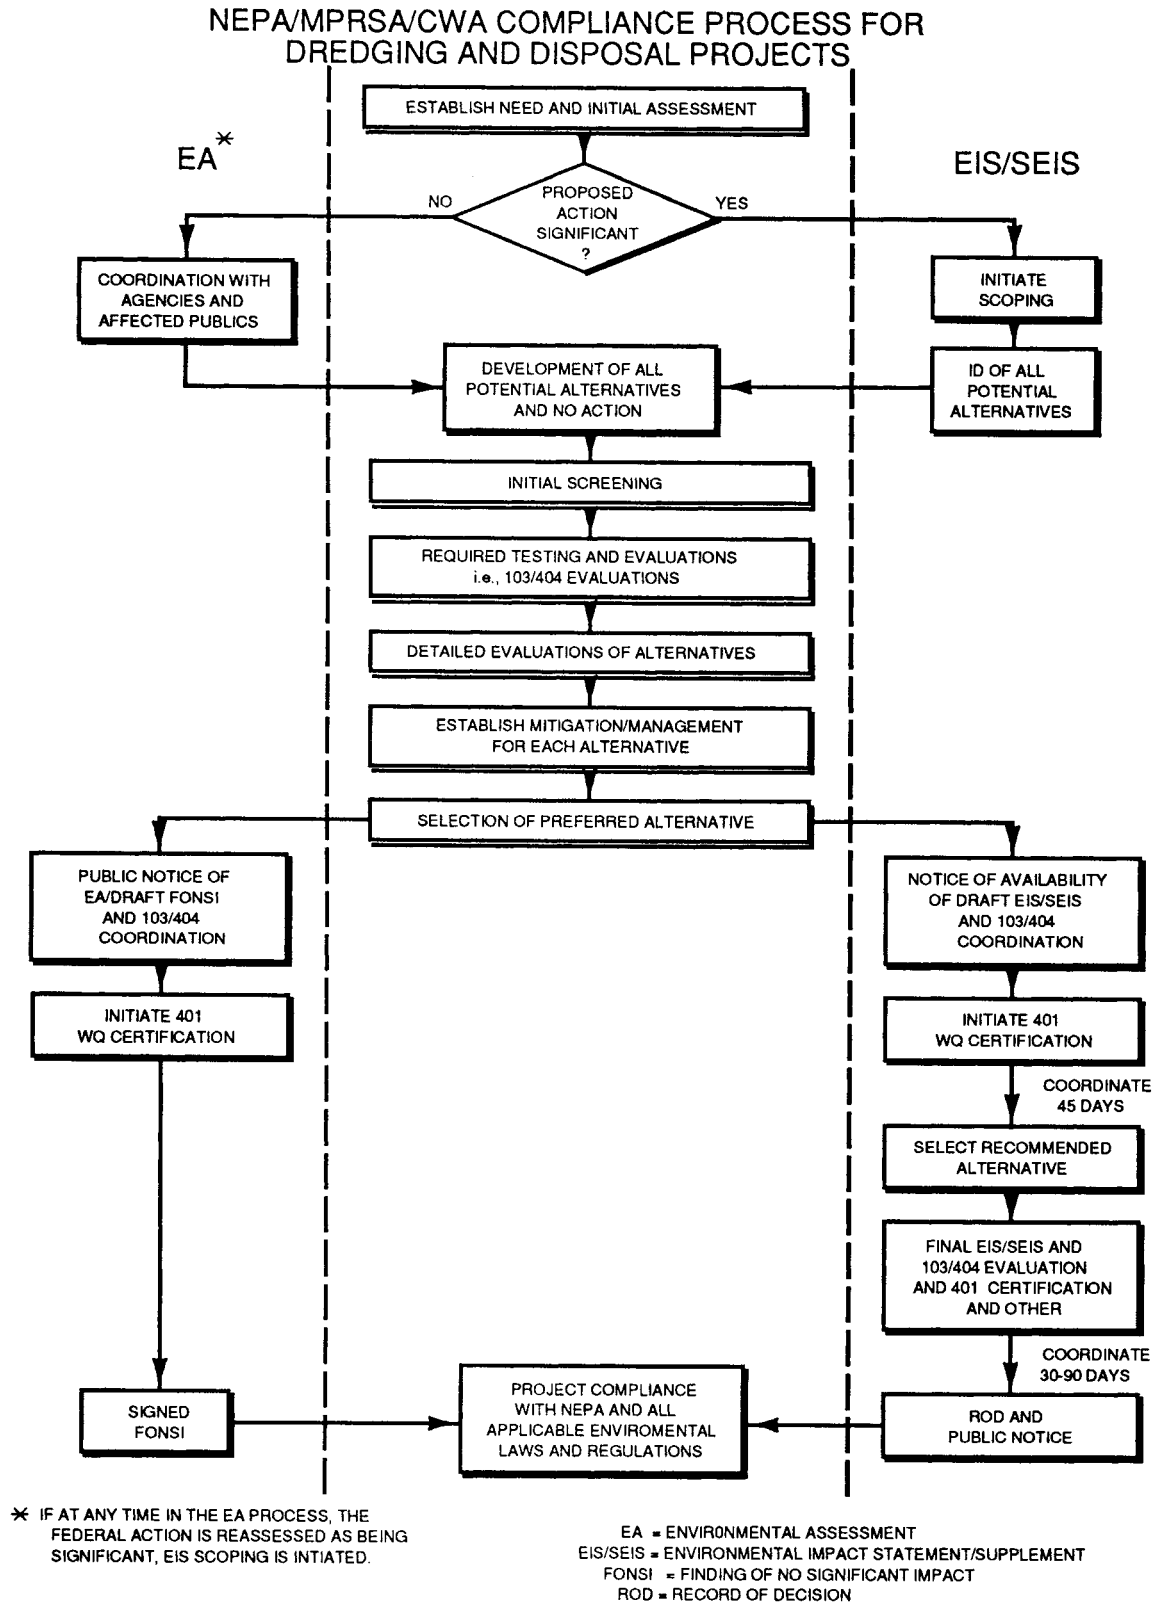 NEPA/MPRSA/CWA COMPLIANCE PROCESS FOR
DREDGING AND DISPOSAL PROJECTS
ESTABLISH NEED AND INITIAL ASSESSMENT
EA*
EIS/SEIS
NO
PROPOSED
ACTION
SIGNIFICANT
?
YES
COORDINATION WITH
AGENCIES AND
AFFECTED PUBLICS
INITIATE
SCOPING
DEVELOPMENT OF ALL
POTENTIAL ALTERNATIVES
AND NO ACTION
ID OF ALL
POTENTIAL
ALTERNATIVES
INITIAL SCREENING
REQUIRED TESTING AND EVALUATIONS
i.e., 103/404 EVALUATIONS
DETAILED EVALUATIONS OF ALTERNATIVES
ESTABLISH MITIGATION/MANAGEMENT
FOR EACH ALTERNATIVE
SELECTION OF PREFERRED ALTERNATIVE
PUBLIC NOTICE OF
EA/DRAFT FONSI
AND 103/404
COORDINATION
INITIATE 401
WQ CERTIFICATION
NOTICE OF AVAILABILITY
OF DRAFT EIS/SEIS
AND 103/404
COORDINATION
INITIATE 401
WQ CERTIFICATION
COORDINATE
45 DAYS
SELECT RECOMMENDED
ALTERNATIVE
FINAL EIS/SEIS AND
103/404 EVALUATION
AND 401 CERTIFICATION
AND OTHER
COORDINATE
30-90 DAYS
SIGNED
FONSI
PROJECT COMPLIANCE
WITH NEPA AND ALL
APPLICABLE ENVIROMENTAL
LAWS AND REGULATIONS
ROD AND
PUBLIC NOTICE
* IF AT ANY TIME IN THE EA PROCESS, THE
FEDERAL ACTION IS REASSESSED AS BEING
SIGNIFICANT, EIS SCOPING IS INTIATED.
EA = ENVIRONMENTAL ASSESSMENT
EIS/SEIS = ENVIRONMENTAL IMPACT STATEMENT/SUPPLEMENT
FONSI = FINDING OF NO SIGNIFICANT IMPACT
ROD = RECORD OF DECISION